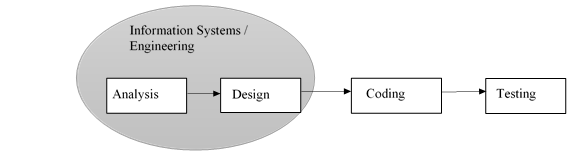 Information Systems /
Engineering
Analysis
Design
Coding
Testing